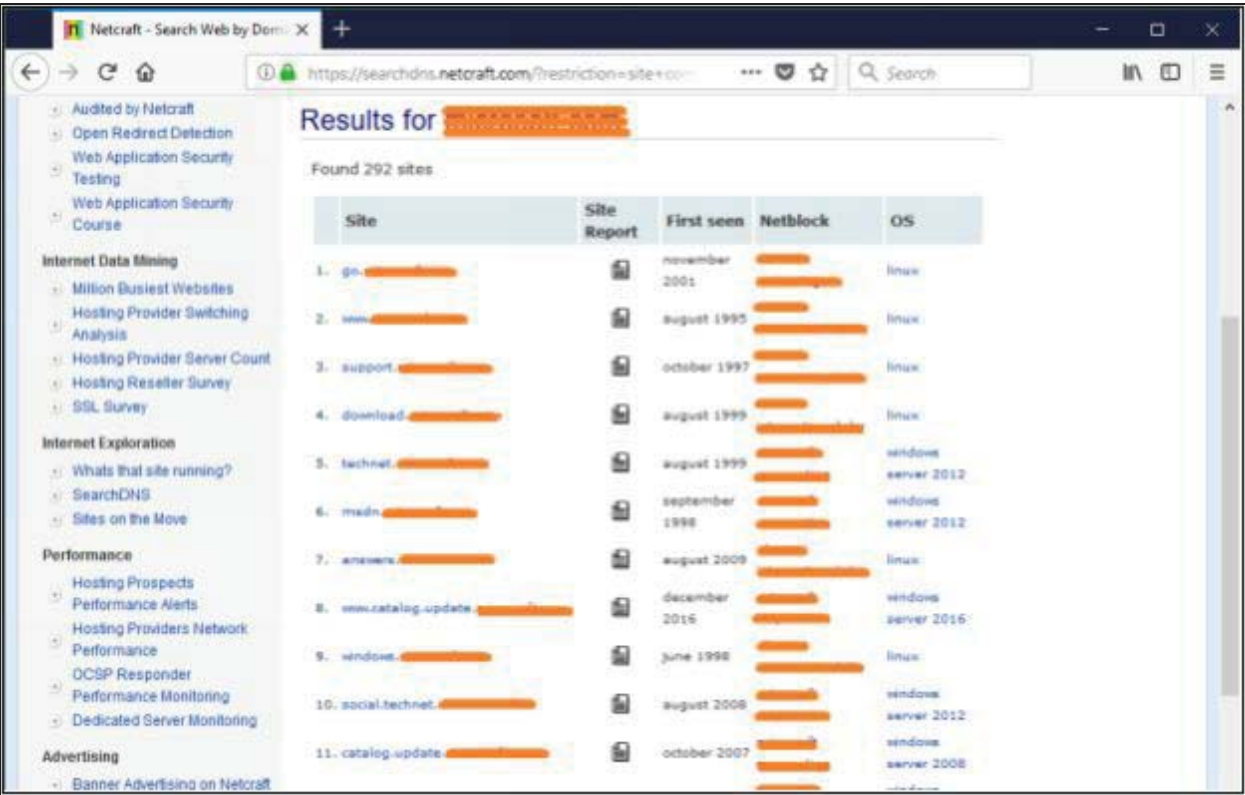 Netcraft - Search Web by Dom
https://searchdns.netcraft.com/?restriction=site+con
Search
Audited by Netcraft
Open Redirect Detection
Web Application Security
Testing
Web Application Security
Course
Internet Data Mining
Million Busiest Websites
Hosting Provider Switching
Analysis
Hosting Provider Server Count
Hosting Reseller Survey
SSL Survey
Internet Exploration
Whats that site running?
SearchDNS
Sites on the Move
Performance
Hosting Prospects
Performance Alerts
Hosting Providers Network
Performance
OCSP Responder
Performance Monitoring
Dedicated Server Monitoring
Advertising
Banner Advertising on Netcraft
Results for
Found 292 sites
Site Site Report First seen Netblock OS
1. go. november 2001 linux
2. www. august 1995 linux
3. support. october 1997 linux
4. download. august 1999 linux
5. technet. august 1999 windows server 2012
6. msdn. september 1998 windows server 2012
7. answers. august 2009 linux
8. www.catalog.update. december 2016 windows server 2016
9. windows. june 1998 linux
10. social.technet. august 2008 windows server 2012
11. catalog.update. october 2007 windows server 2008